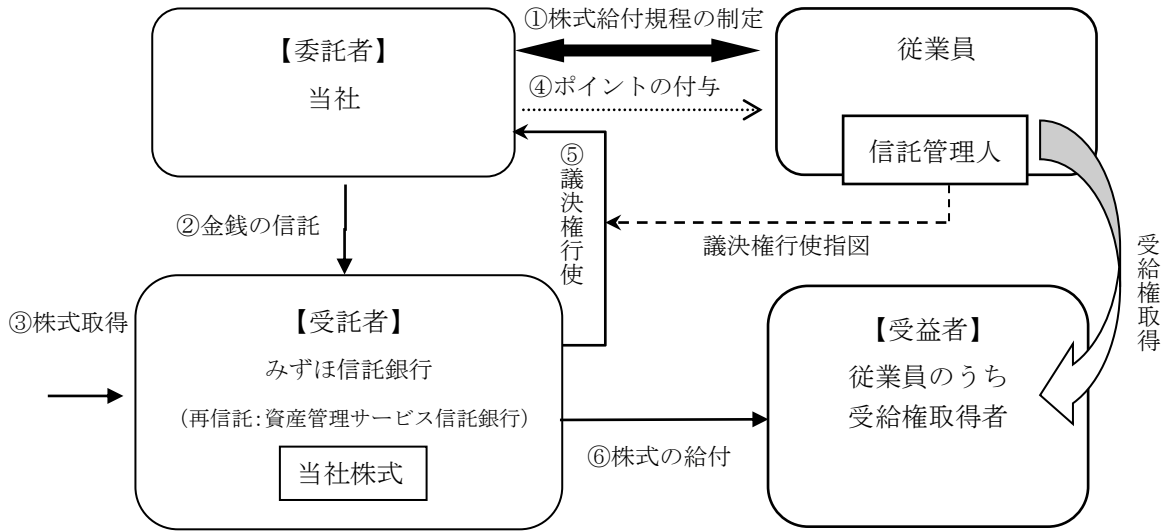 ①株式給付規程の制定
【委託者】
当社
従業員
④ポイントの付与
信託管理人
⑤議決権行使
②金銭の信託
議決権行使指図
受給権取得
③株式取得
【受託者】
みずほ信託銀行
(再信託:資産管理サービス信託銀行)
当社株式
【受益者】
従業員のうち
受給権取得者
⑥株式の給付